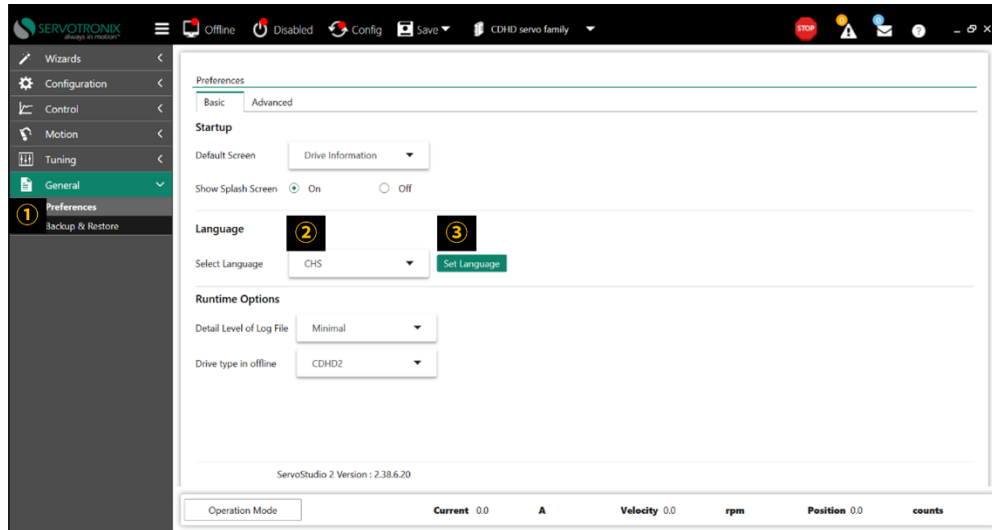 SERVOTRONIX
always in motion™
Offline
Disabled
Config
Save
CDHD servo family
STOP
0
0
?
Wizards
Configuration
Control
Motion
Tuning
General
① Preferences
Backup & Restore
Preferences
Basic Advanced
Startup
Default Screen Drive Information
Show Splash Screen On Off
Language ② ③
Select Language CHS Set Language
Runtime Options
Detail Level of Log File Minimal
Drive type in offline CDHD2
ServoStudio 2 Version : 2.38.6.20
Operation Mode Current 0.0 A Velocity 0.0 rpm Position 0.0 counts